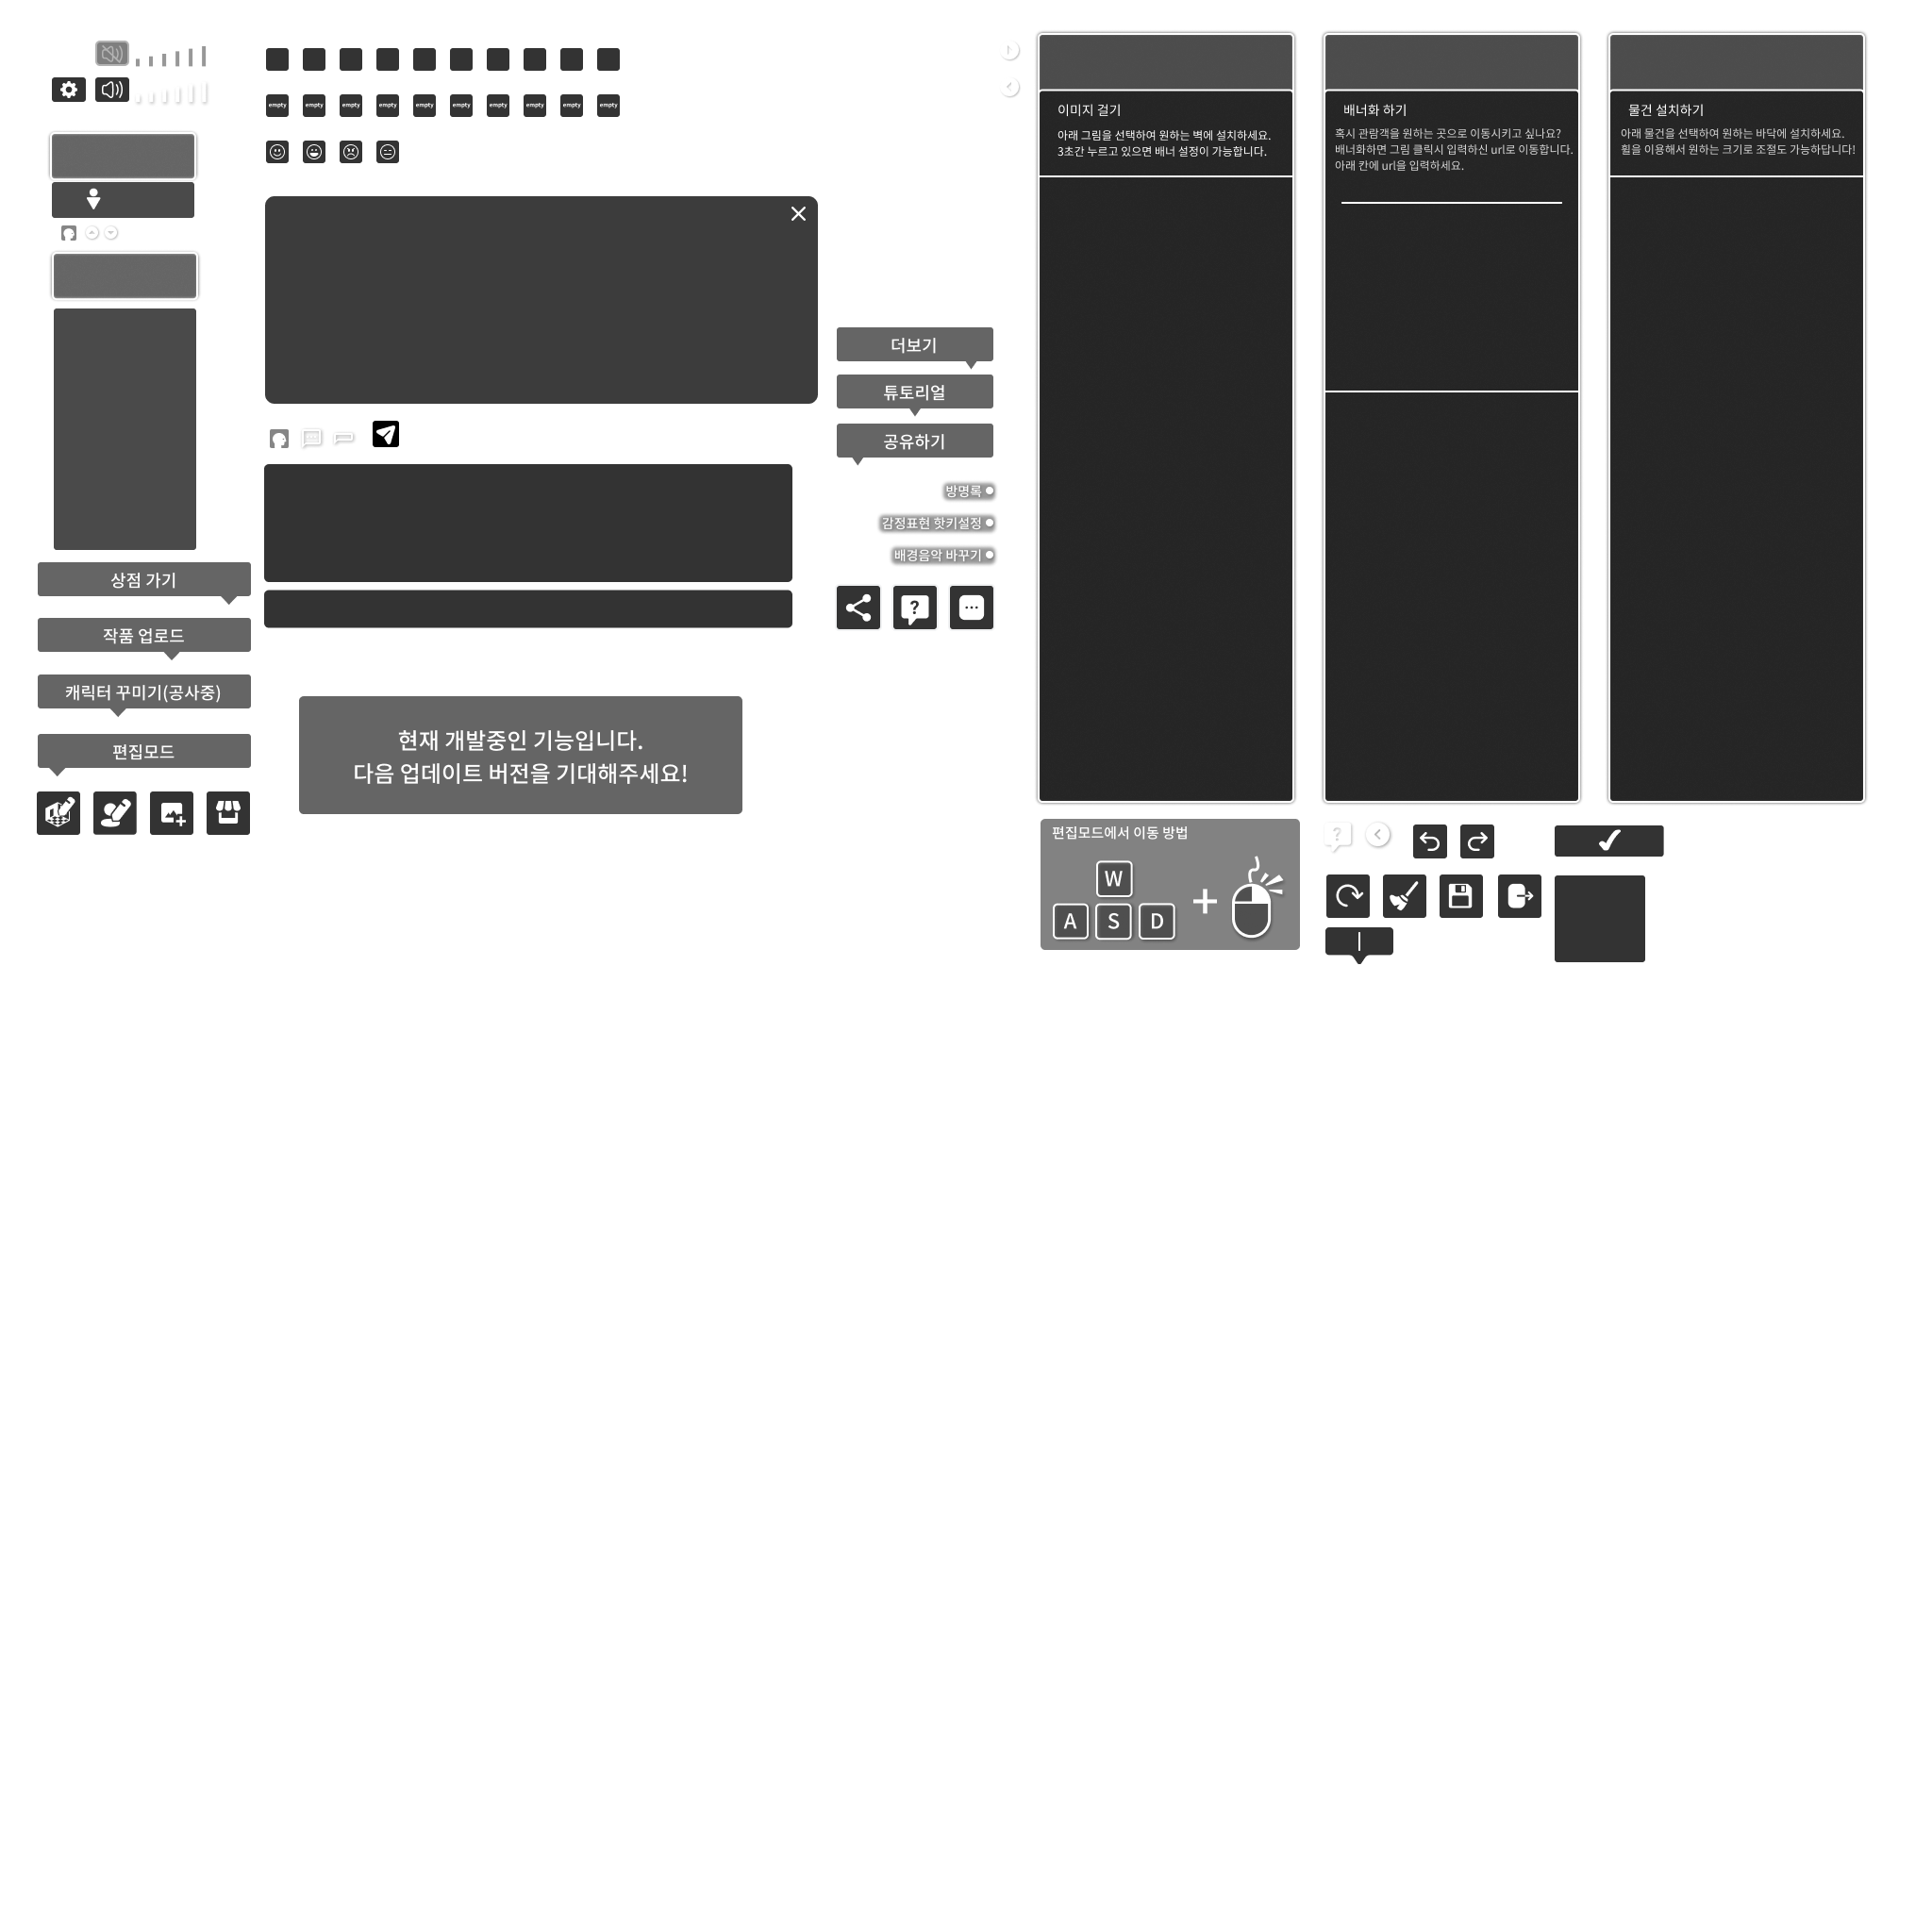 empty empty empty empty empty empty empty empty empty empty
상점 가기
작품 업로드
캐릭터 꾸미기(공사중)
편집모드
현재 개발중인 기능입니다.
다음 업데이트 버전을 기대해주세요!
더보기
튜토리얼
공유하기
방명록
감정표현 핫키설정
배경음악 바꾸기
?
이미지 걸기
아래 그림을 선택하여 원하는 벽에 설치하세요.
3초간 누르고 있으면 배너 설정이 가능합니다.
배너화 하기
혹시 관람객을 원하는 곳으로 이동시키고 싶나요?
배너화하면 그림 클릭시 입력하신 url로 이동합니다.
아래 칸에 url을 입력하세요.
물건 설치하기
아래 물건을 선택하여 원하는 바닥에 설치하세요.
휠을 이용해서 원하는 크기로 조절도 가능하답니다!
편집모드에서 이동 방법
W
A S D +
?